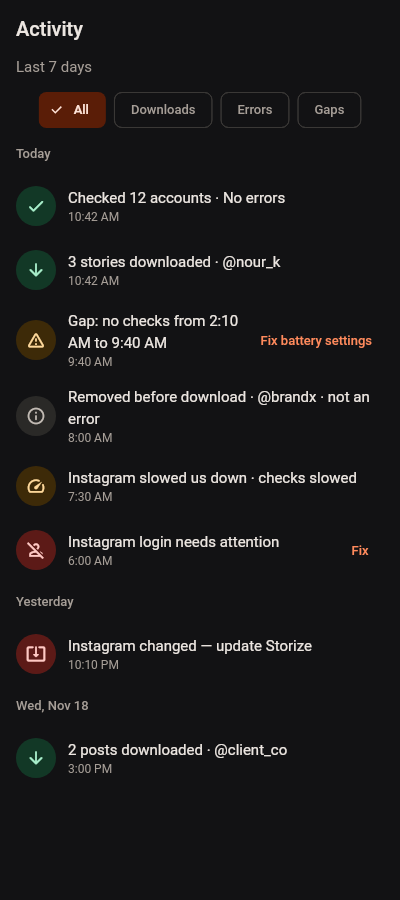 Activity
Last 7 days
All
Downloads
Errors
Gaps
Today
Checked 12 accounts · No errors
10:42 AM
3 stories downloaded · @nour_k
10:42 AM
Gap: no checks from 2:10
AM to 9:40 AM
9:40 AM
Fix battery settings
Removed before download · @brandx · not an
error
8:00 AM
Instagram slowed us down · checks slowed
7:30 AM
Instagram login needs attention
6:00 AM
Fix
Yesterday
Instagram changed — update Storize
10:10 PM
Wed, Nov 18
2 posts downloaded · @client_co
3:00 PM